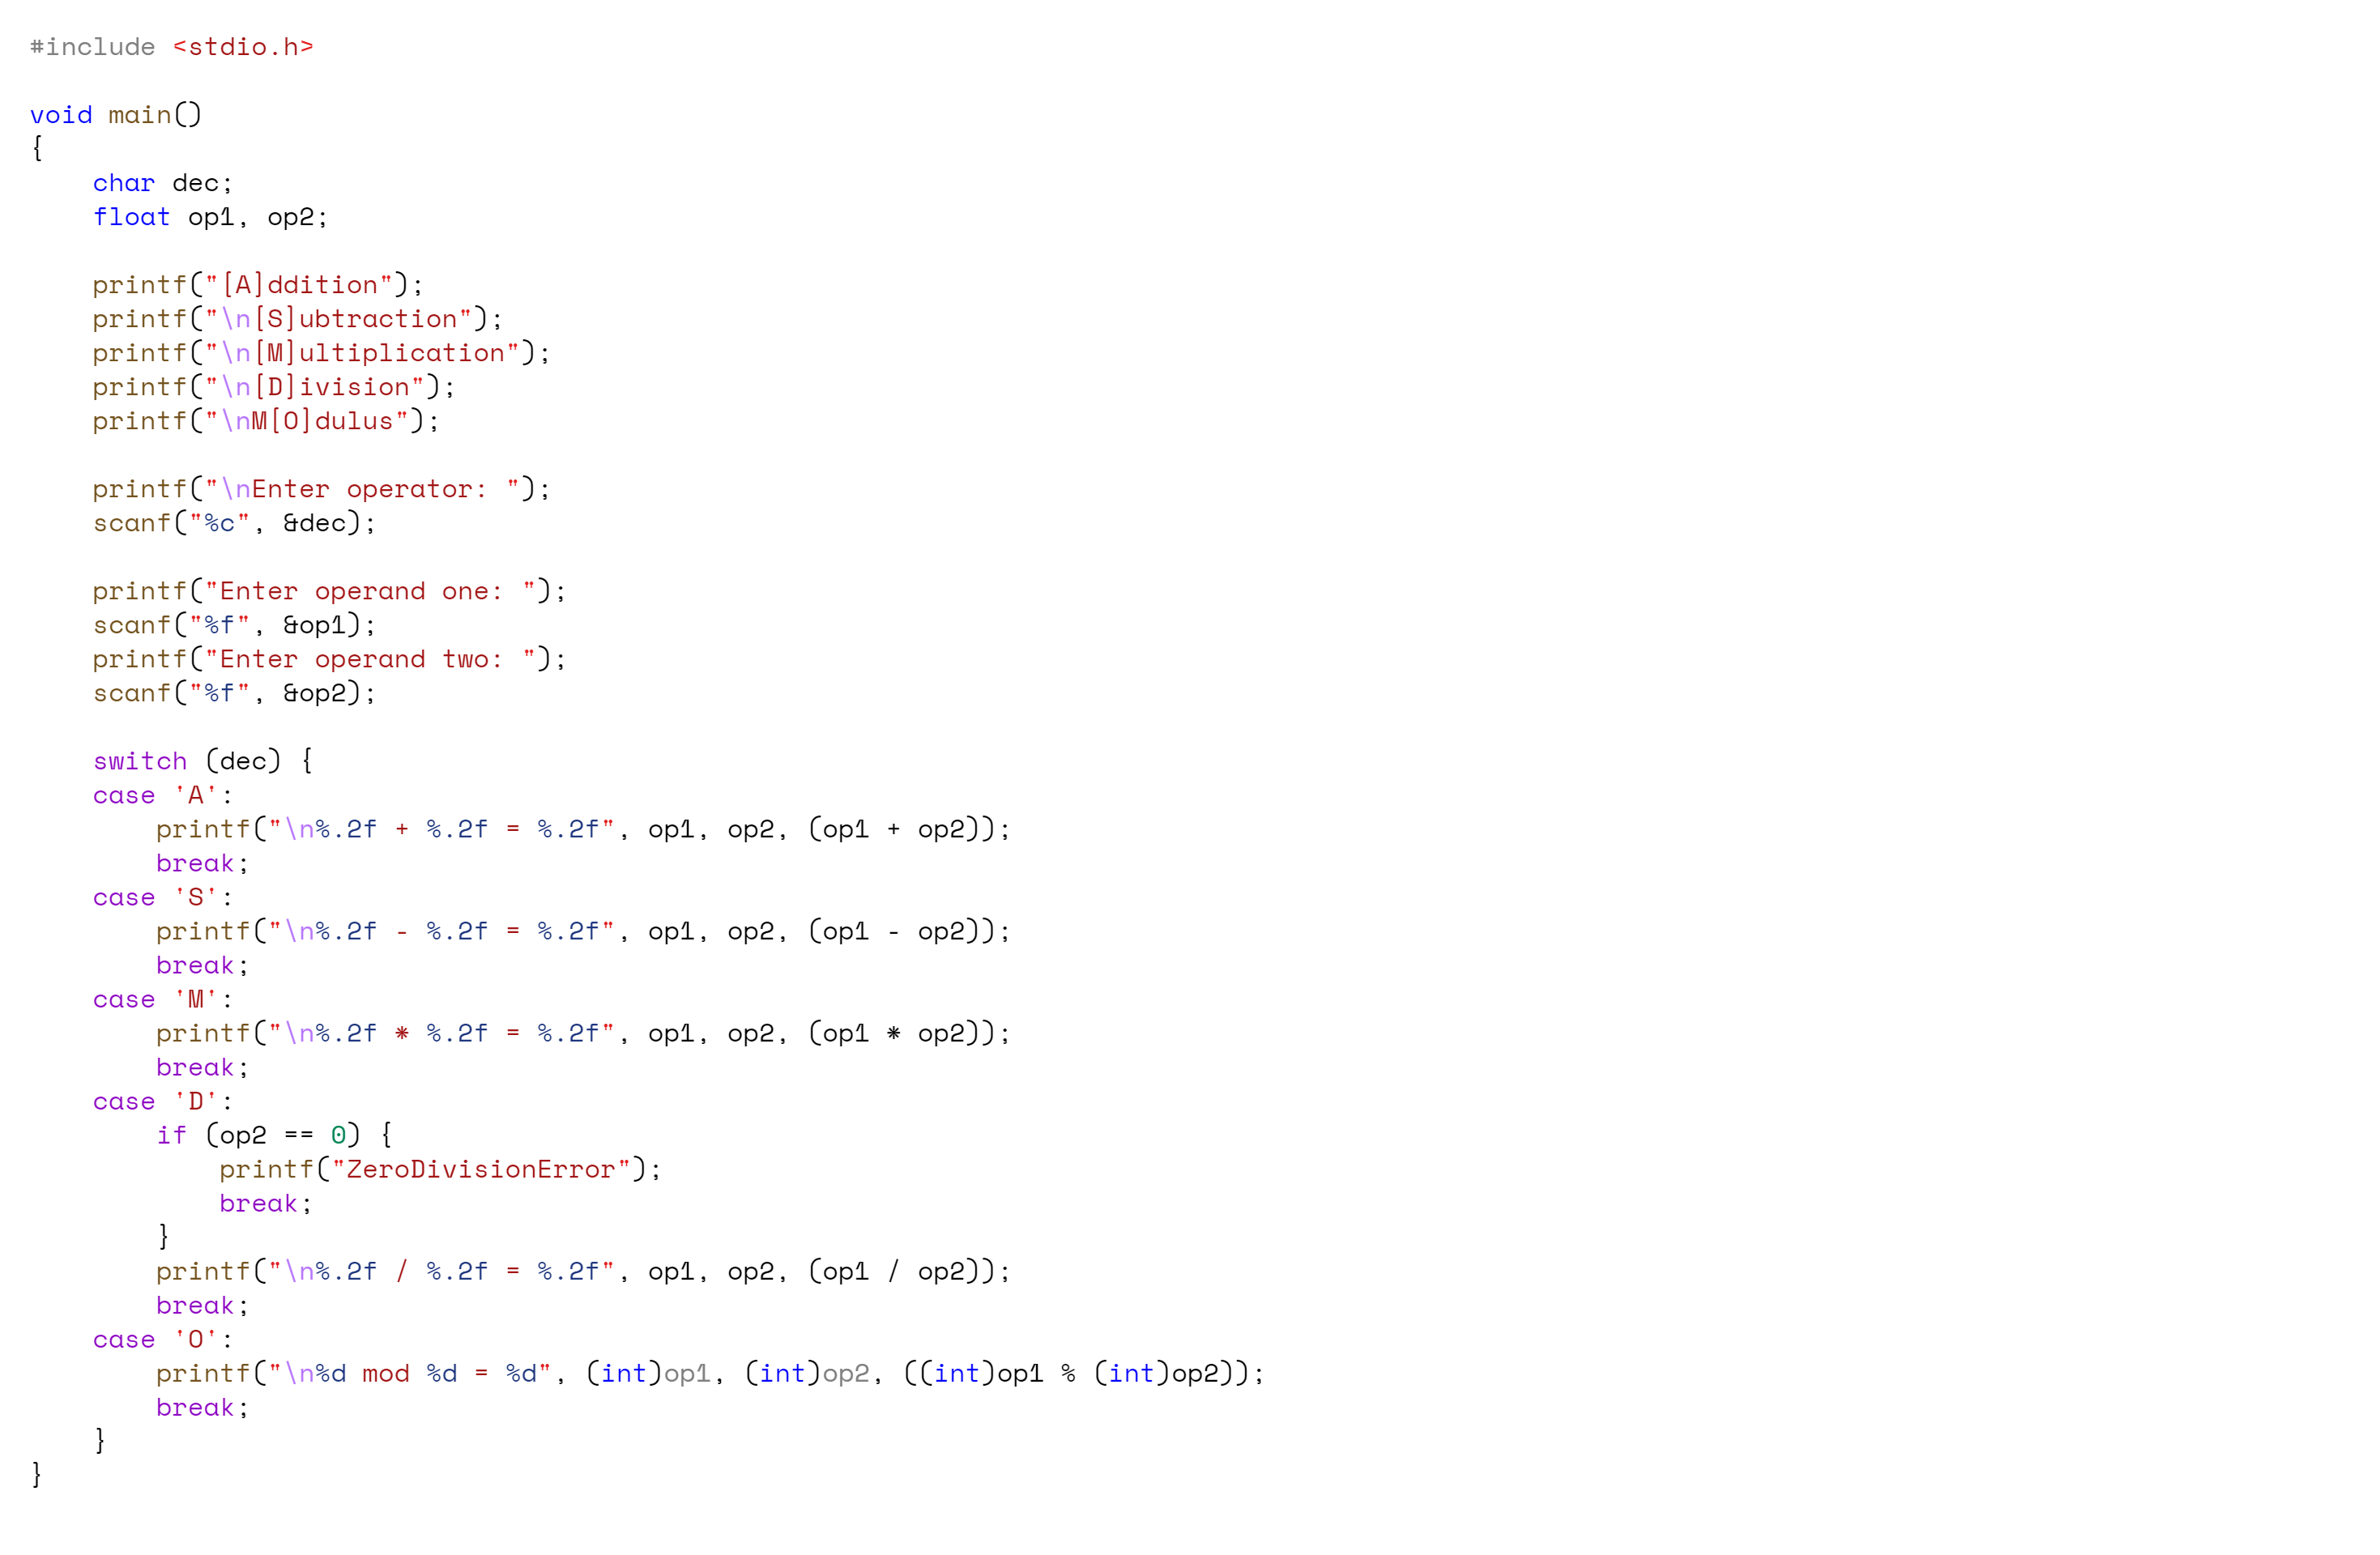 #include <stdio.h>

void main()
{
    char dec;
    float op1, op2;

    printf("[A]ddition");
    printf("\n[S]ubtraction");
    printf("\n[M]ultiplication");
    printf("\n[D]ivision");
    printf("\nM[O]dulus");

    printf("\nEnter operator: ");
    scanf("%c", &dec);

    printf("Enter operand one: ");
    scanf("%f", &op1);
    printf("Enter operand two: ");
    scanf("%f", &op2);

    switch (dec) {
    case 'A':
        printf("\n%.2f + %.2f = %.2f", op1, op2, (op1 + op2));
        break;
    case 'S':
        printf("\n%.2f - %.2f = %.2f", op1, op2, (op1 - op2));
        break;
    case 'M':
        printf("\n%.2f * %.2f = %.2f", op1, op2, (op1 * op2));
        break;
    case 'D':
        if (op2 == 0) {
            printf("ZeroDivisionError");
            break;
        }
        printf("\n%.2f / %.2f = %.2f", op1, op2, (op1 / op2));
        break;
    case 'O':
        printf("\n%d mod %d = %d", (int)op1, (int)op2, ((int)op1 % (int)op2));
        break;
    }
}